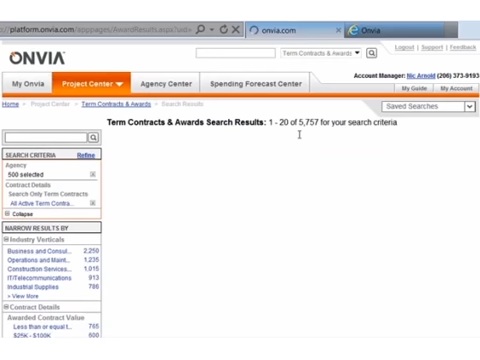 //platform.onvia.com/apppages/AwardResults.aspx?uid=
onvia.com
Onvia
ONVIA
Term Contracts & Awards
Logout | Support | Feedback
Account Manager: Nic Arnold (206) 373-9193
My Onvia
Project Center
Agency Center
Spending Forecast Center
My Guide
My Account
Home > Project Center > Term Contracts & Awards > Search Results
Saved Searches
Term Contracts & Awards Search Results: 1 - 20 of 5,757 for your search criteria
SEARCH CRITERIA Refine
Agency
500 selected
Contract Details
Search Only Term Contracts
All Active Term Contra...
Collapse
NARROW RESULTS BY
Industry Verticals
Business and Consul... 2,250
Operations and Maint... 1,235
Construction Services... 1,015
IT/Telecommunications 913
Industrial Supplies 786
> View More
Contract Details
Awarded Contract Value
Less than or equal t... 765
$25K - $100K 600